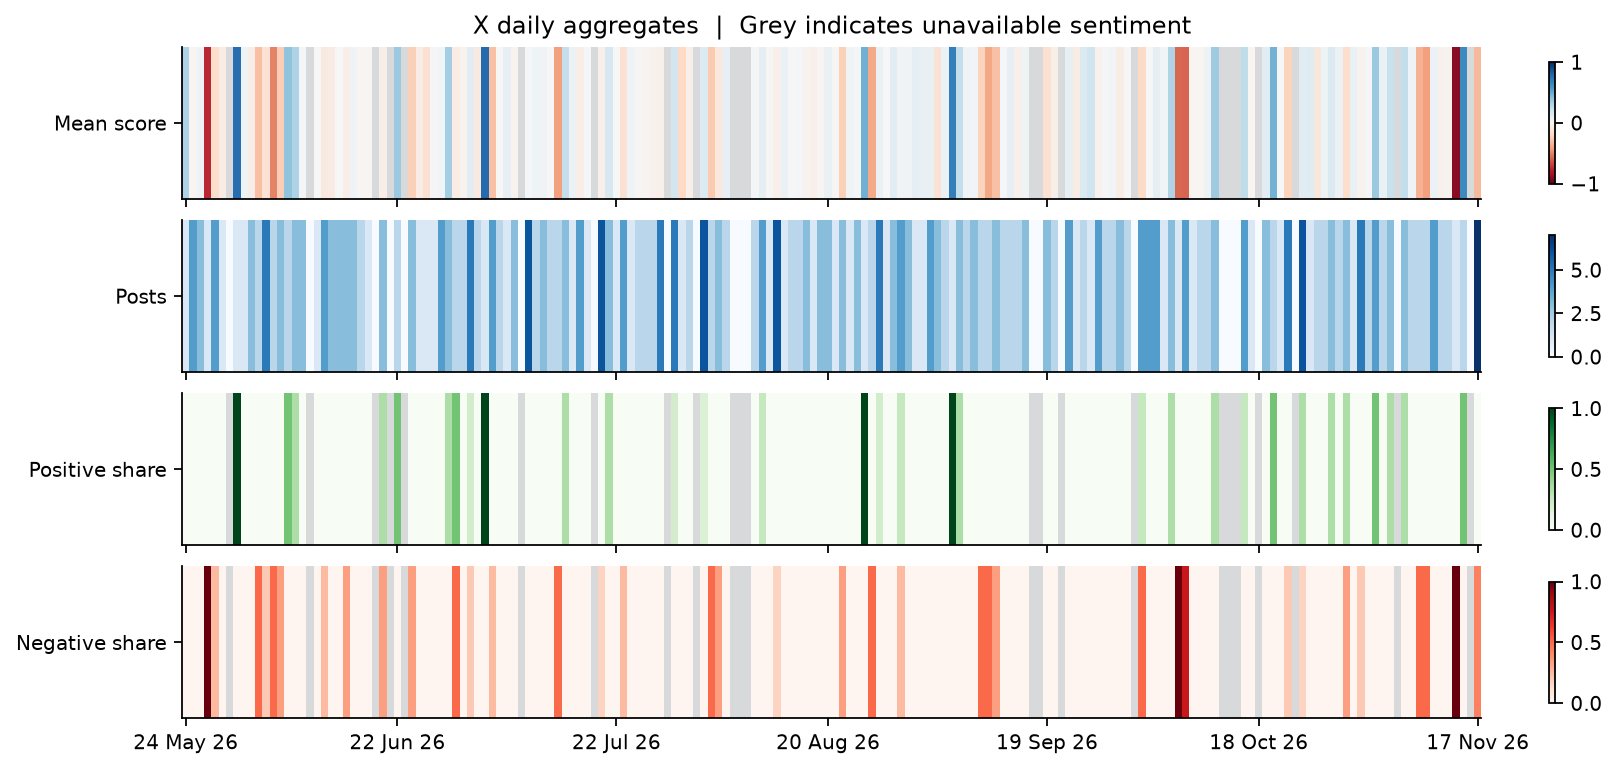 X daily aggregates | Grey indicates unavailable sentiment
Mean score
1
0
−1
Posts
5.0
2.5
0.0
Positive share
1.0
0.5
0.0
Negative share
1.0
0.5
0.0
24 May 26
22 Jun 26
22 Jul 26
20 Aug 26
19 Sep 26
18 Oct 26
17 Nov 26